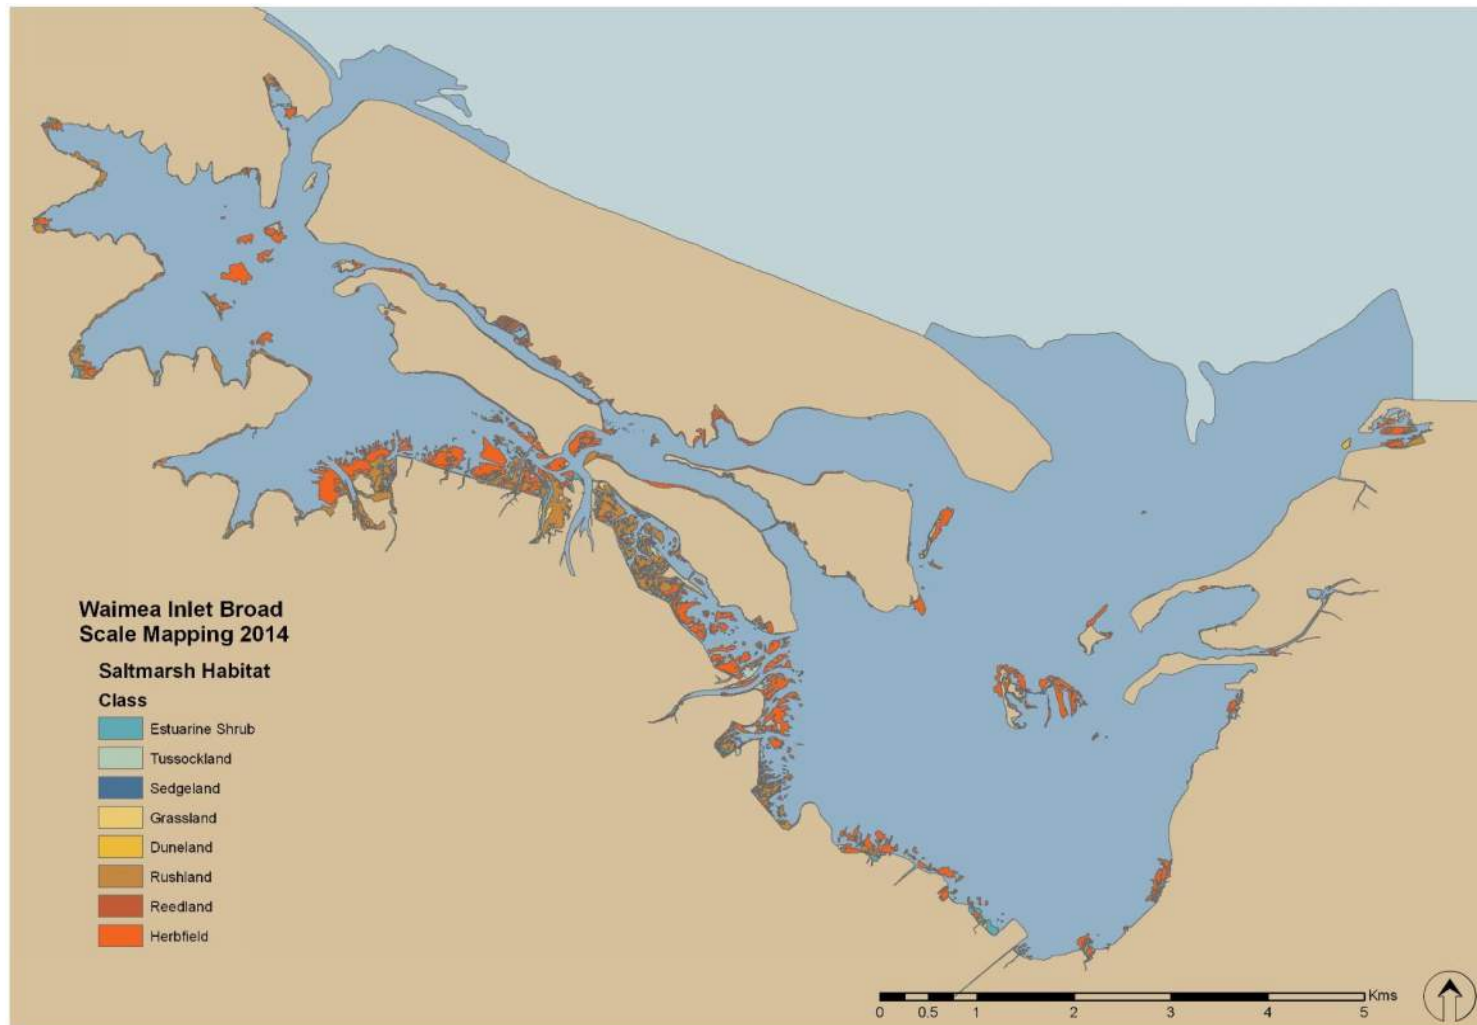 Waimea Inlet Broad
Scale Mapping 2014
Saltmarsh Habitat
Class
Estuarine Shrub
Tussockland
Sedgeland
Grassland
Duneland
Rushland
Reedland
Herbfield
Kms
0 0.5 1 2 3 4 5